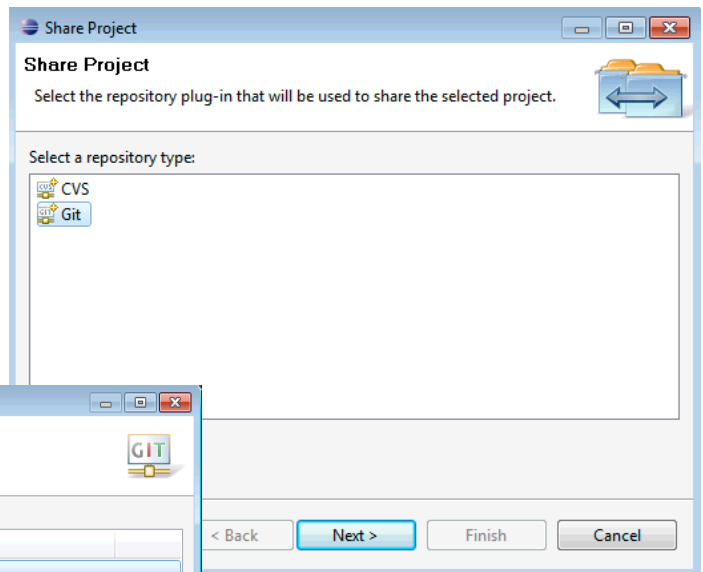 Share Project
Share Project
Select the repository plug-in that will be used to share the selected project.
Select a repository type:
CVS
Git
GIT
< Back
Next >
Finish
Cancel